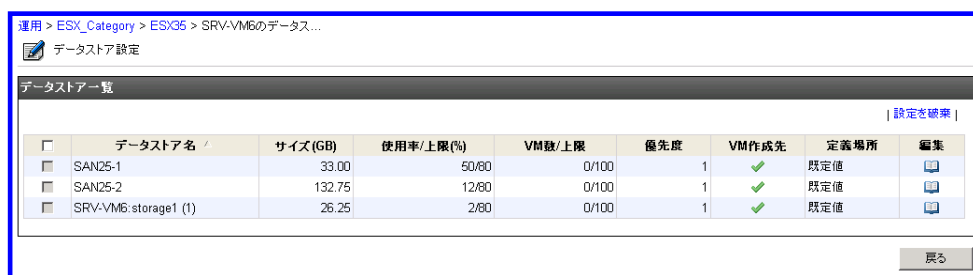 運用 > ESX_Category > ESX35 > SRV-VM6のデータス...
データストア設定
データストア一覧
| 設定を破棄 |
データストア名 サイズ(GB) 使用率/上限(%) VM数/上限 優先度 VM作成先 定義場所 編集
SAN25-1 33.00 50/80 0/100 1 既定値
SAN25-2 132.75 12/80 0/100 1 既定値
SRV-VM6:storage1 (1) 26.25 2/80 0/100 1 既定値
戻る